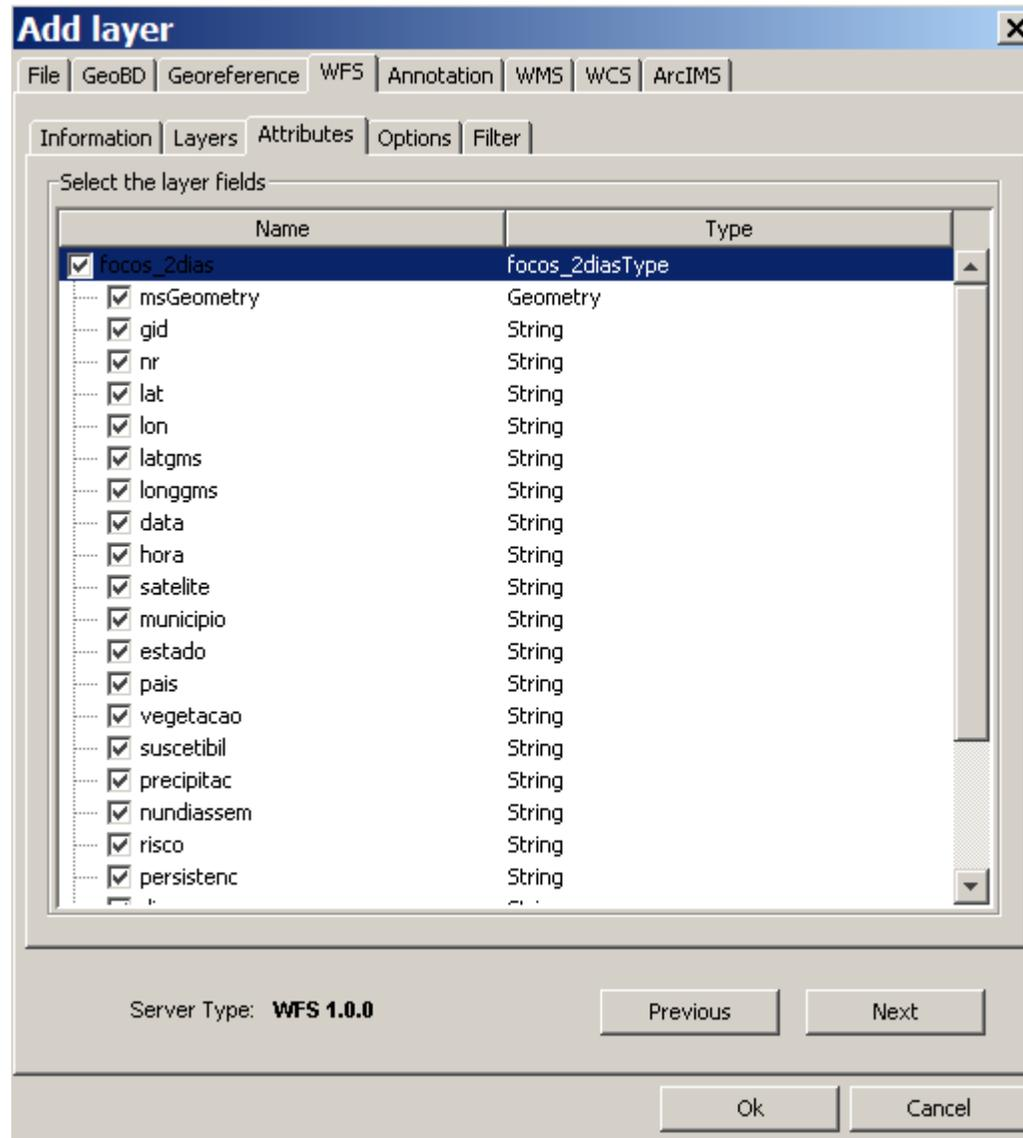 Add layer
File GeoBD Georeference WFS Annotation WMS WCS ArcIMS
Information Layers Attributes Options Filter
Select the layer fields
Name Type
focos_2dias focos_2diasType
msGeometry Geometry
gid String
nr String
lat String
lon String
latgms String
longgms String
data String
hora String
satelite String
municipio String
estado String
pais String
vegetacao String
suscetibil String
precipitac String
nundiassem String
risco String
persistenc String
Server Type: WFS 1.0.0 Previous Next
Ok Cancel